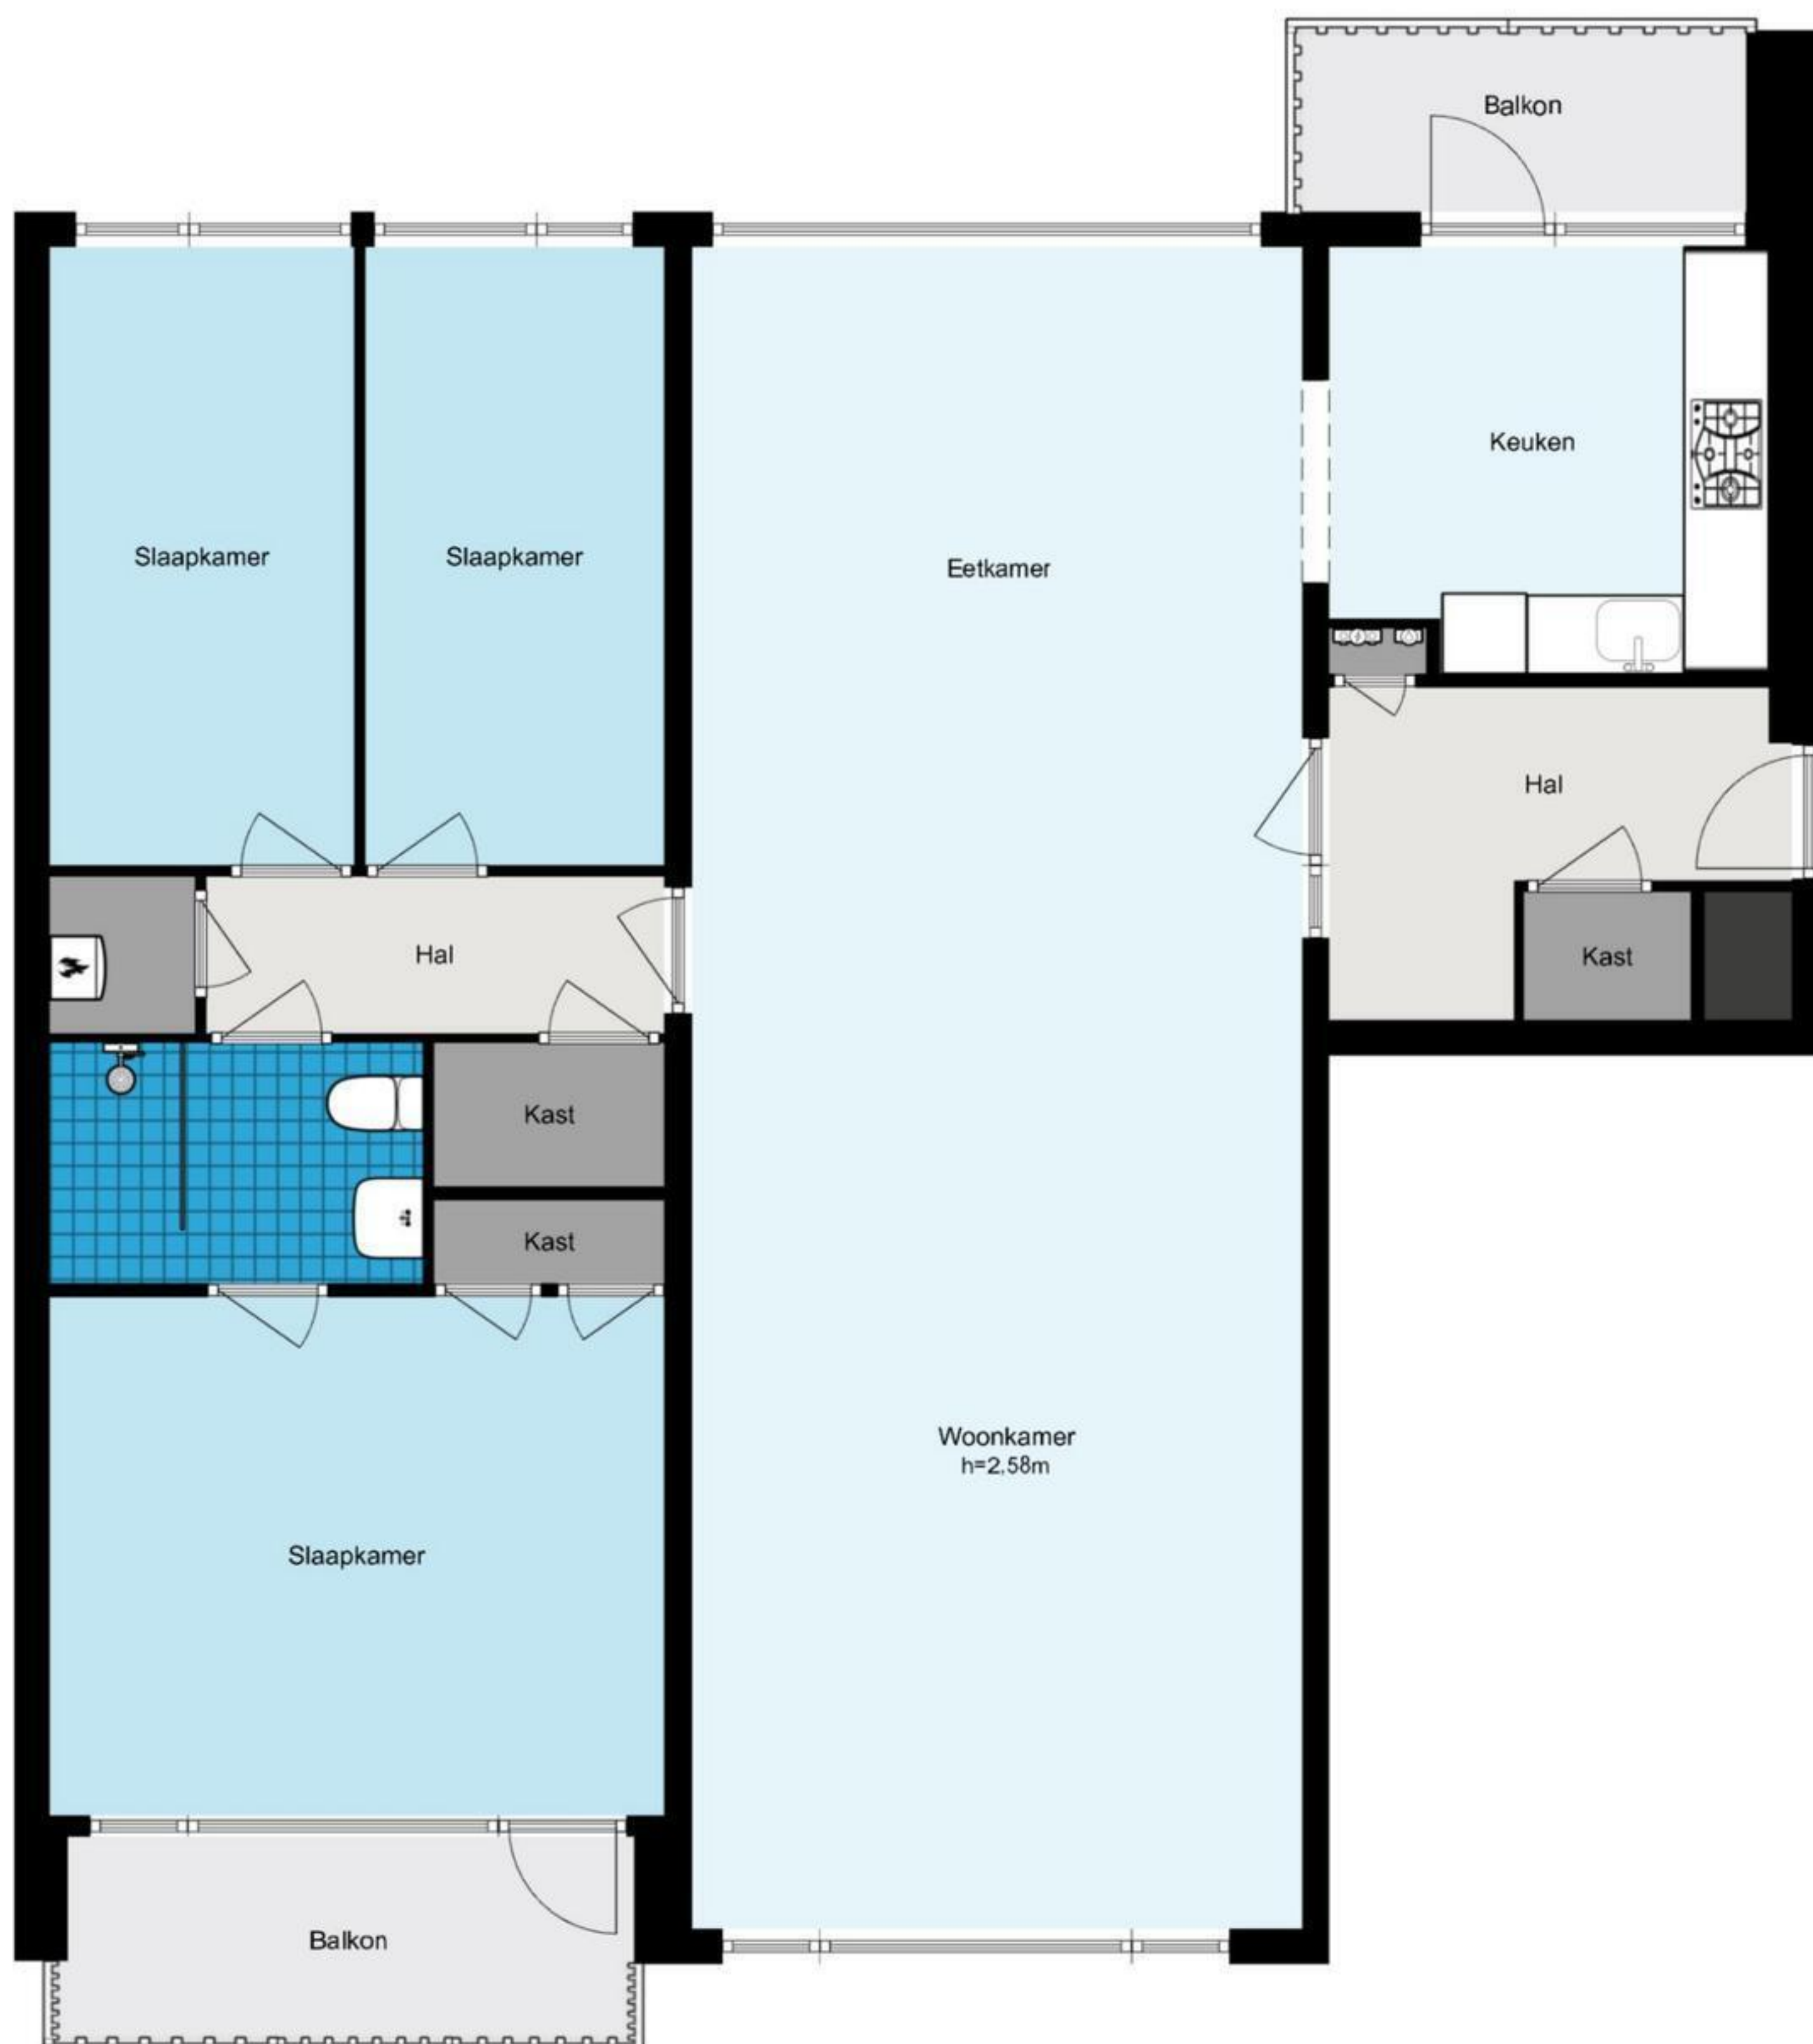 Balkon
Keuken
Slaapkamer
Slaapkamer
Eetkamer
Hal
Hal
Kast
Kast
Kast
Woonkamer
h=2,58m
Slaapkamer
Balkon